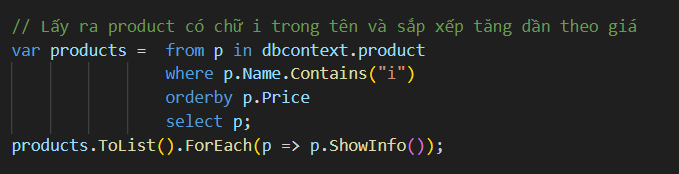 // Lấy ra product có chữ i trong tên và sắp xếp tăng dần theo giá
var products =  from p in dbcontext.product
                where p.Name.Contains("i")
                orderby p.Price
                select p;
products.ToList().ForEach(p => p.ShowInfo());